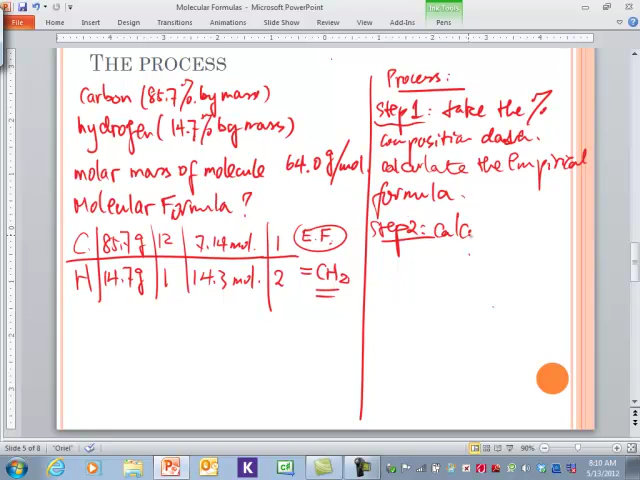 Molecular Formulas - Microsoft PowerPoint
Ink Tools
File
Home
Insert
Design
Transitions
Animations
Slide Show
Review
View
Add-Ins
Pens
THE PROCESS
Carbon (85.7% by mass)
hydrogen (14.7% by mass)
molar mass of molecule 64.0 g/mol.
Molecular Formula?
C 85.7g 12 7.14 mol. 1 E.F.
H 14.7g 1 14.3 mol. 2 = CH2
Process:
Step 1: take the %
composition data.
calculate the Empirical
formula.
Step 2: Calc
Slide 5 of 8
"Oriel"
90%
8:10 AM
5/13/2012